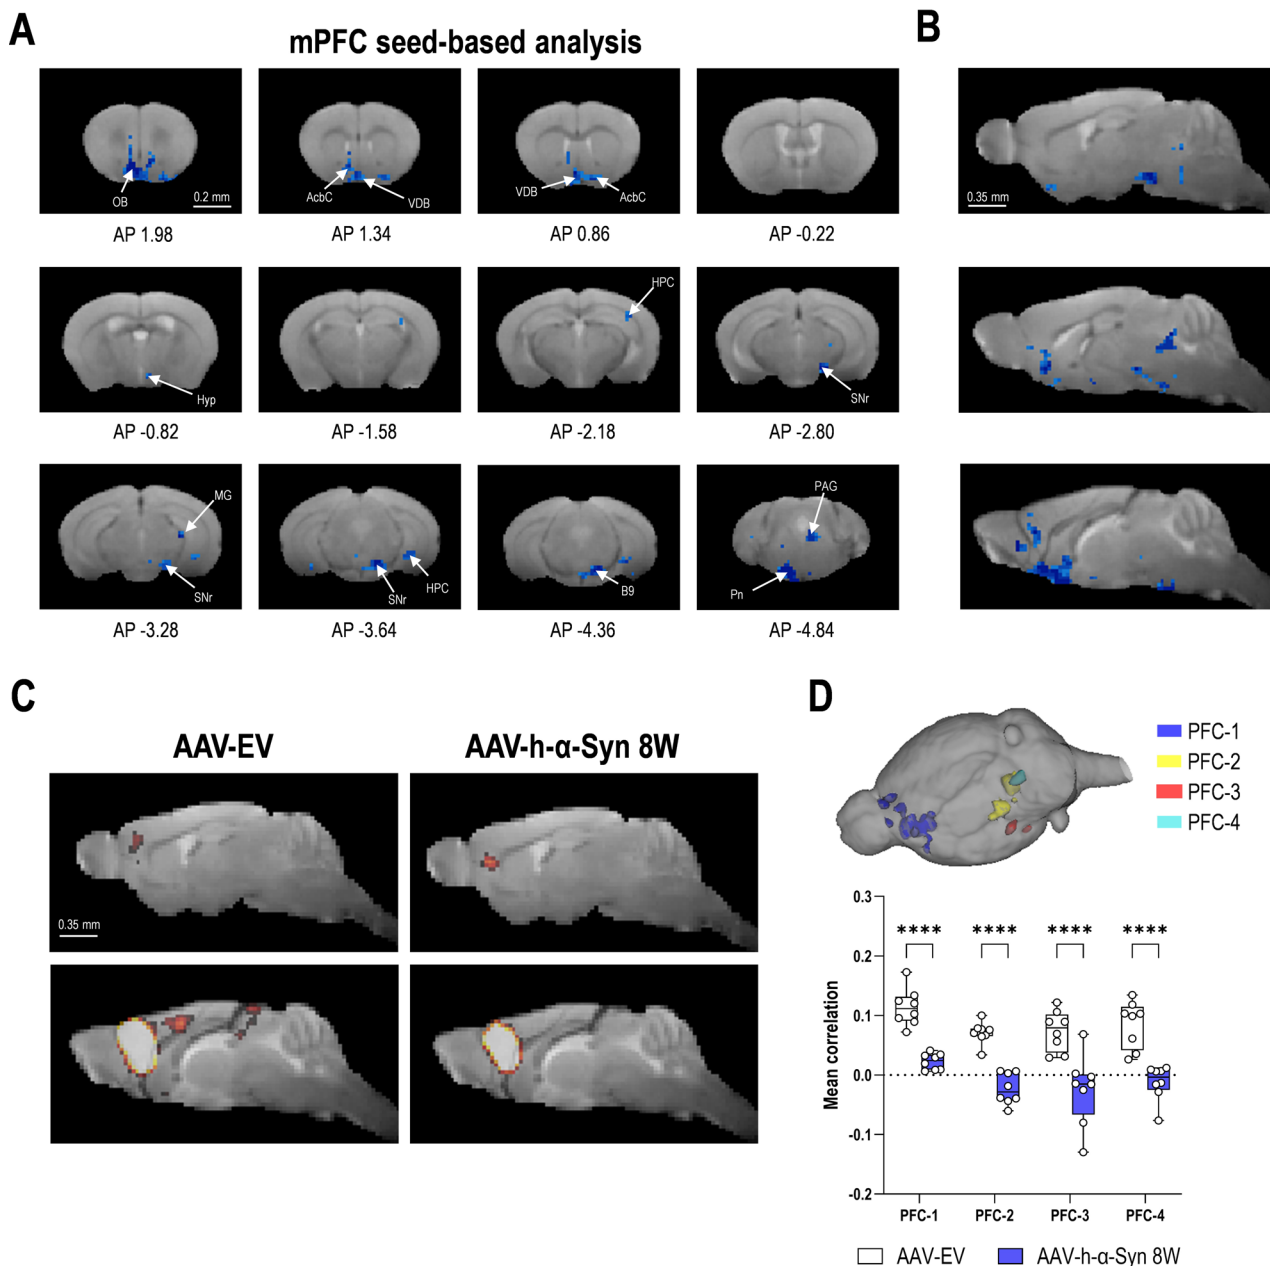 A
mPFC seed-based analysis
B
OB
0.2 mm
AcbC
VDB
VDB
AcbC
0.35 mm
AP 1.98
AP 1.34
AP 0.86
AP -0.22
Hyp
HPC
SNr
AP -0.82
AP -1.58
AP -2.18
AP -2.80
MG
SNr
SNr
HPC
B9
PAG
Pn
AP -3.28
AP -3.64
AP -4.36
AP -4.84
C
AAV-EV
AAV-h-α-Syn 8W
0.35 mm
D
PFC-1
PFC-2
PFC-3
PFC-4
Mean correlation
0.3
0.2
0.1
0.0
-0.1
-0.2
**** **** **** ****
PFC-1 PFC-2 PFC-3 PFC-4
AAV-EV AAV-h-α-Syn 8W